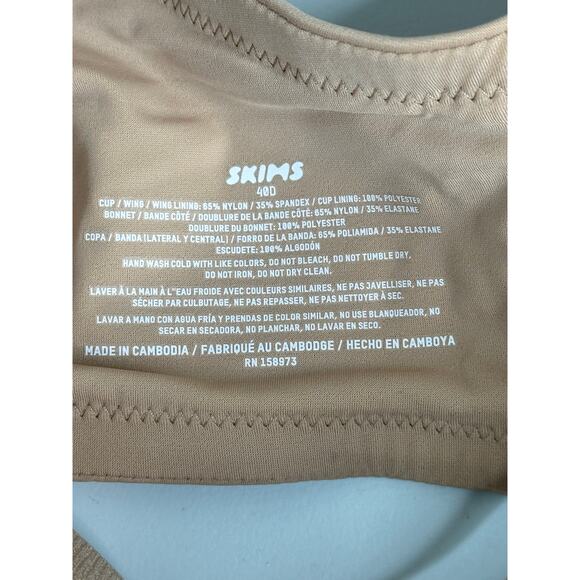 SKIMS
40D
CUP / WING / WING LINING: 65% NYLON / 35% SPANDEX / CUP LINING: 100% POLYESTER
BONNET / BANDE CÔTÉ / DOUBLURE DE LA BANDE CÔTÉ: 65% NYLON / 35% ELASTANE
DOUBLURE DU BONNET: 100% POLYESTER
COPA / BANDA (LATERAL Y CENTRAL) / FORRO DE LA BANDA: 65% POLIAMIDA / 35% ELASTANE
ESCUDETE: 100% ALGODÓN
HAND WASH COLD WITH LIKE COLORS, DO NOT BLEACH, DO NOT TUMBLE DRY,
DO NOT IRON, DO NOT DRY CLEAN.
LAVER À LA MAIN À L''EAU FROIDE AVEC COULEURS SIMILAIRES, NE PAS JAVELLISER, NE PAS
SÉCHER PAR CULBUTAGE, NE PAS REPASSER, NE PAS NETTOYER À SEC.
LAVAR A MANO CON AGUA FRÍA Y PRENDAS DE COLOR SIMILAR, NO USE BLANQUEADOR, NO
SECAR EN SECADORA, NO PLANCHAR, NO LAVAR EN SECO.
MADE IN CAMBODIA / FABRIQUÉ AU CAMBODGE / HECHO EN CAMBOYA
RN 158973